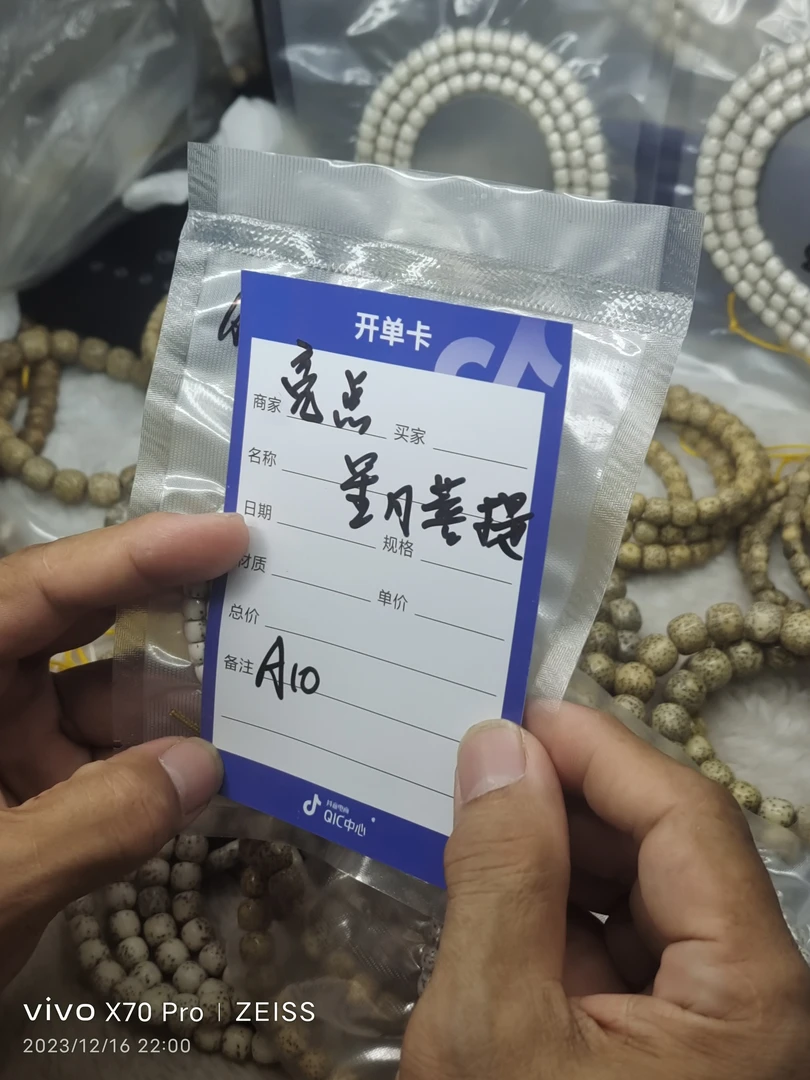 开单卡
商家 亮点 买家
名称 星月菩提
日期 规格
材质 单价
总价
备注 A10
抖音电商
QIC中心
vivo X70 Pro | ZEISS
2023/12/16 22:00